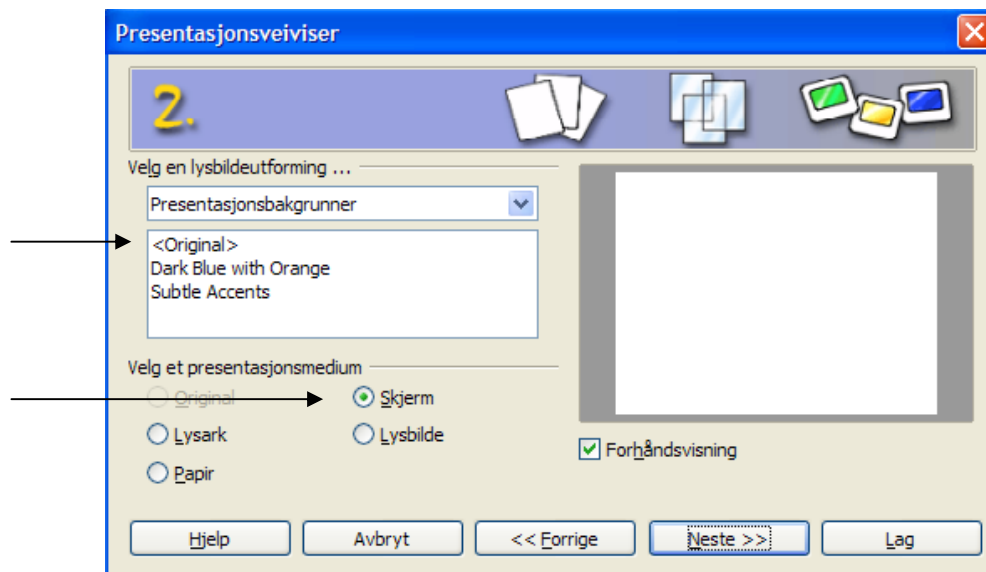 Presentasjonsveiviser
2.
Velg en lysbildeutforming ...
Presentasjonsbakgrunner
<Original>
Dark Blue with Orange
Subtle Accents
Velg et presentasjonsmedium
Original
Skjerm
Lysark
Lysbilde
Papir
Forhåndsvisning
Hjelp
Avbryt
<< Forrige
Neste >>
Lag